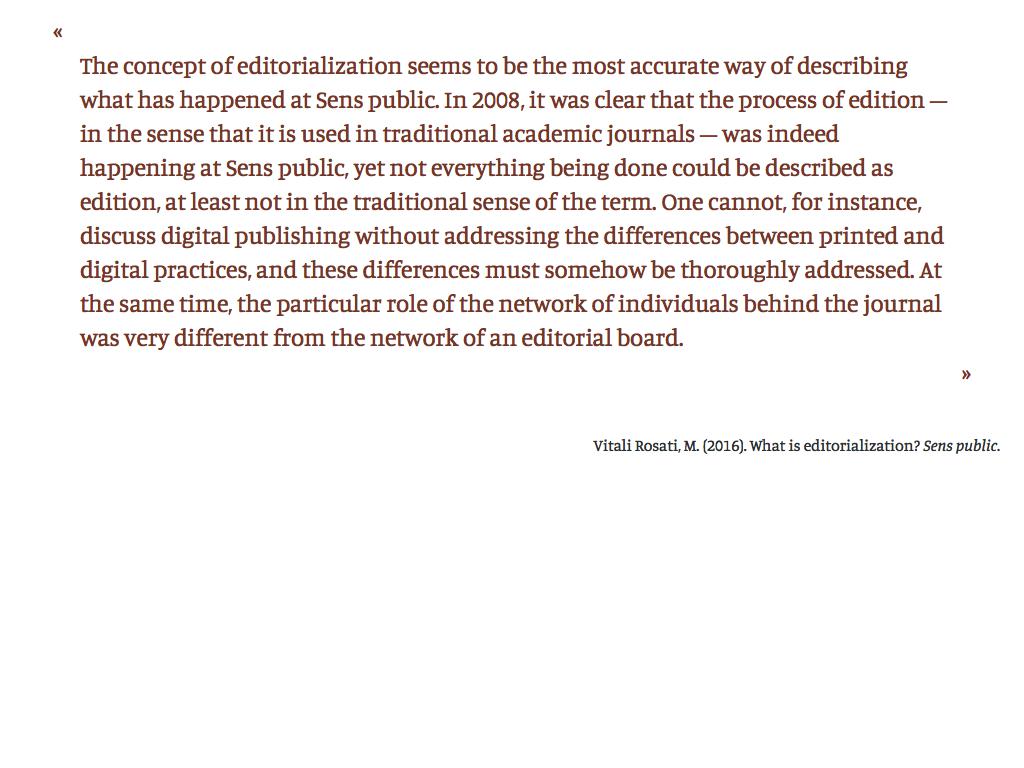 «
The concept of editorialization seems to be the most accurate way of describing
what has happened at Sens public. In 2008, it was clear that the process of edition —
in the sense that it is used in traditional academic journals — was indeed
happening at Sens public, yet not everything being done could be described as
edition, at least not in the traditional sense of the term. One cannot, for instance,
discuss digital publishing without addressing the differences between printed and
digital practices, and these differences must somehow be thoroughly addressed. At
the same time, the particular role of the network of individuals behind the journal
was very different from the network of an editorial board.
»
Vitali Rosati, M. (2016). What is editorialization? Sens public.